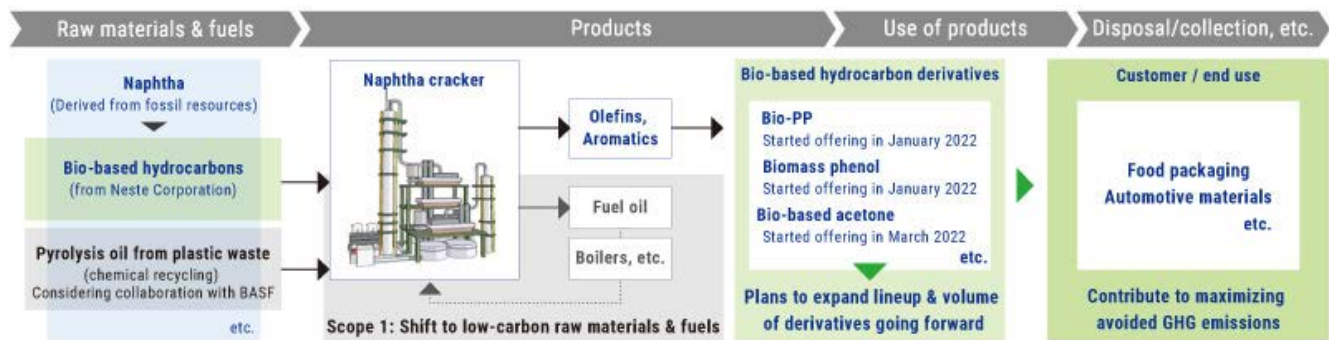 Raw materials & fuels
Products
Use of products
Disposal/collection, etc.
Naphtha
(Derived from fossil resources)
Bio-based hydrocarbons
(from Neste Corporation)
Pyrolysis oil from plastic waste
(chemical recycling)
Considering collaboration with BASF
etc.
Naphtha cracker
Olefins,
Aromatics
Fuel oil
Boilers, etc.
Scope 1: Shift to low-carbon raw materials & fuels
Bio-based hydrocarbon derivatives
Bio-PP
Started offering in January 2022
Biomass phenol
Started offering in January 2022
Bio-based acetone
Started offering in March 2022
etc.
Plans to expand lineup & volume
of derivatives going forward
Customer / end use
Food packaging
Automotive materials
etc.
Contribute to maximizing
avoided GHG emissions